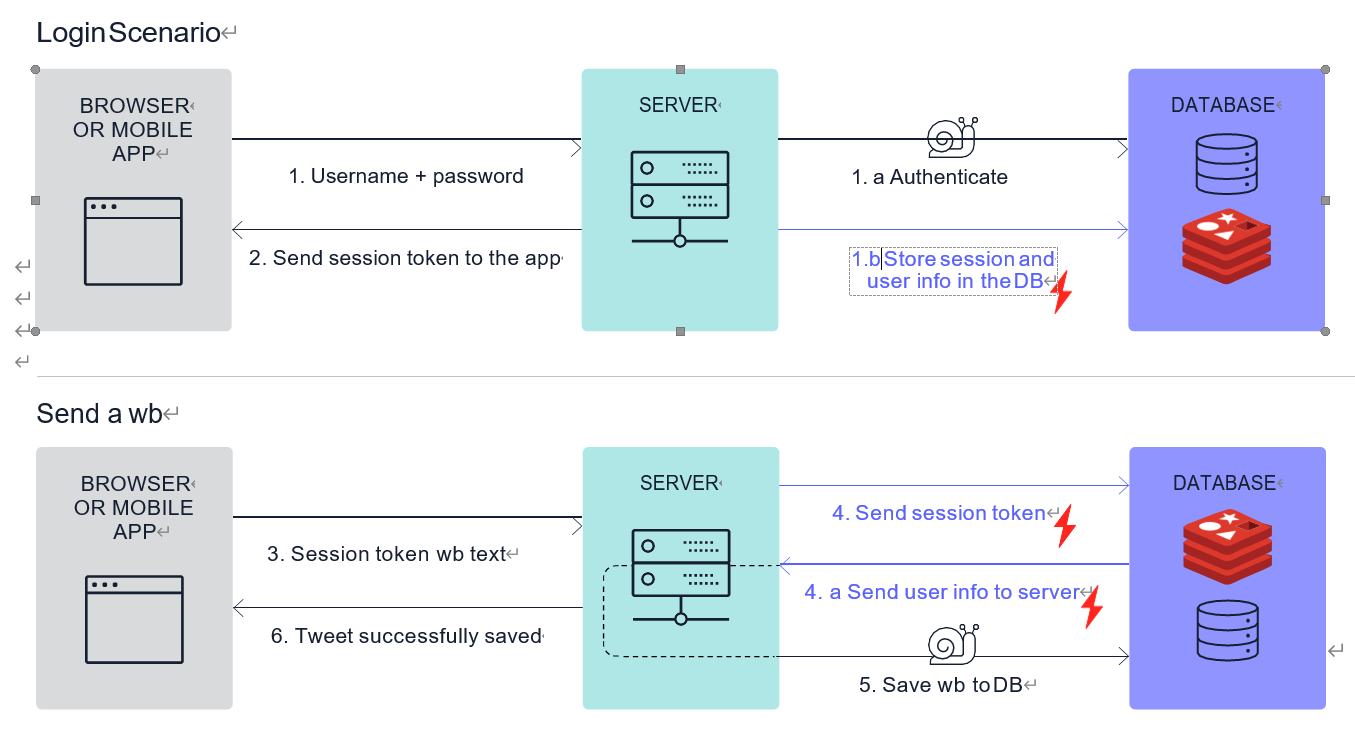 Login Scenario
BROWSER
OR MOBILE
APP
SERVER
DATABASE
1. Username + password
1. a Authenticate
2. Send session token to the app
1.b Store session and
user info in the DB
Send a wb
BROWSER
OR MOBILE
APP
SERVER
DATABASE
4. Send session token
3. Session token wb text
4. a Send user info to server
6. Tweet successfully saved
5. Save wb to DB